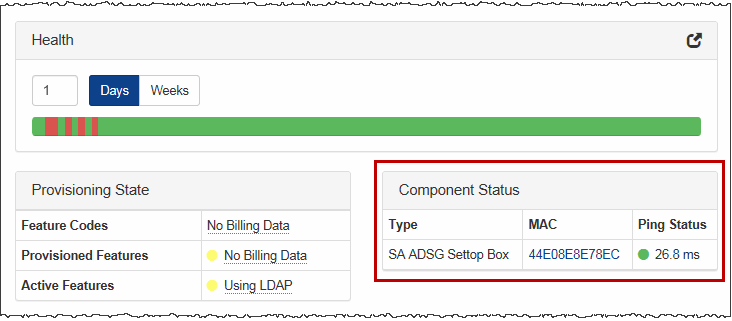 Health
1 Days Weeks
Provisioning State
Feature Codes No Billing Data
Provisioned Features No Billing Data
Active Features Using LDAP
Component Status
Type MAC Ping Status
SA ADSG Settop Box 44E08E8E78EC 26.8 ms